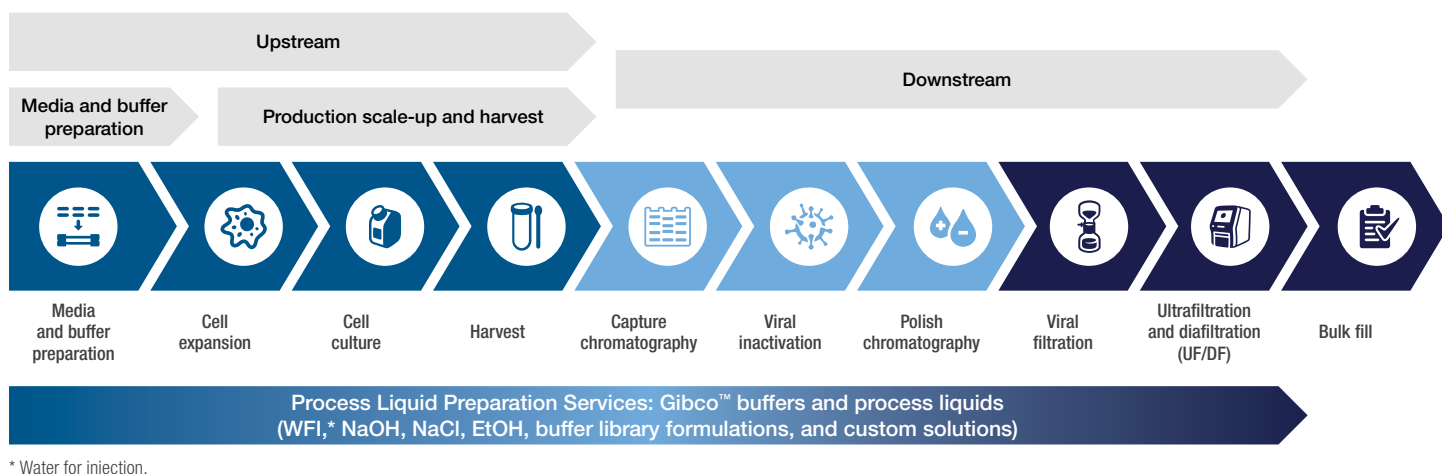 Upstream
Downstream
Media and buffer
preparation
Production scale-up and harvest
Media
and buffer
preparation
Cell
expansion
Cell
culture
Harvest
Capture
chromatography
Viral
inactivation
Polish
chromatography
Viral
filtration
Ultrafiltration
and diafiltration
(UF/DF)
Bulk fill
Process Liquid Preparation Services: Gibco™ buffers and process liquids
(WFI,* NaOH, NaCl, EtOH, buffer library formulations, and custom solutions)
* Water for injection.